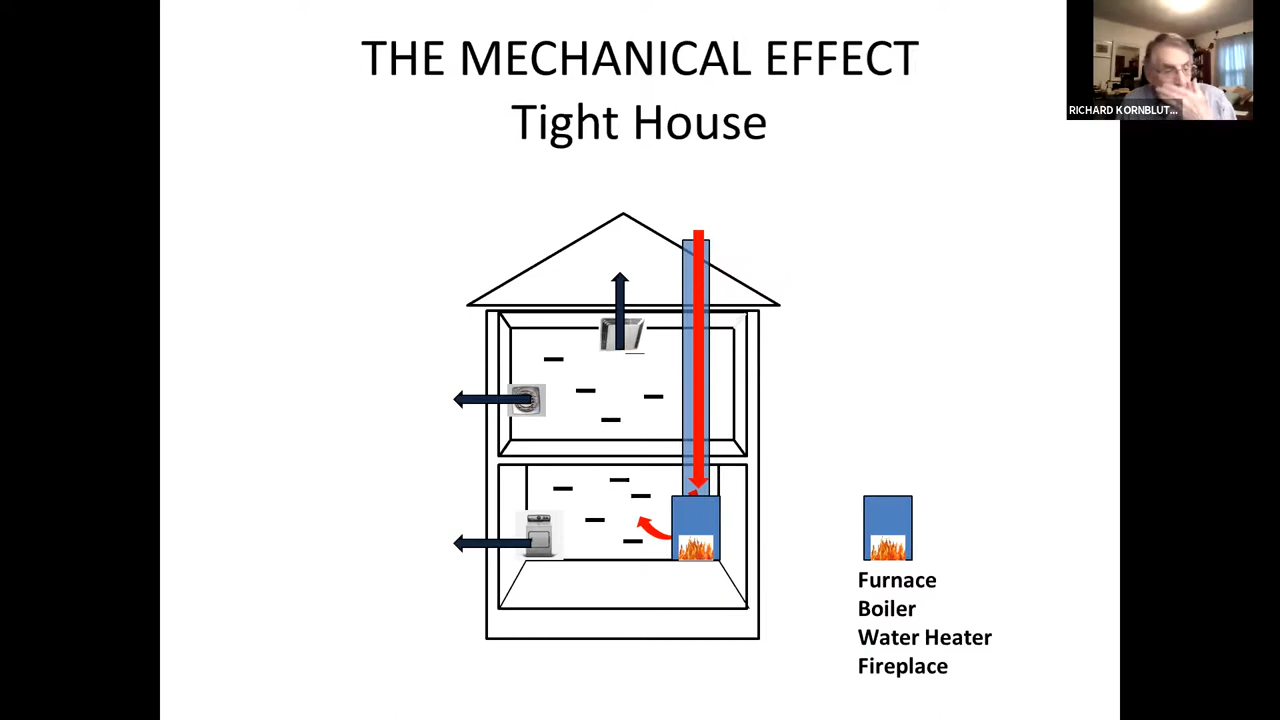 THE MECHANICAL EFFECT
Tight House
RICHARD KORNBLUT...
Furnace
Boiler
Water Heater
Fireplace